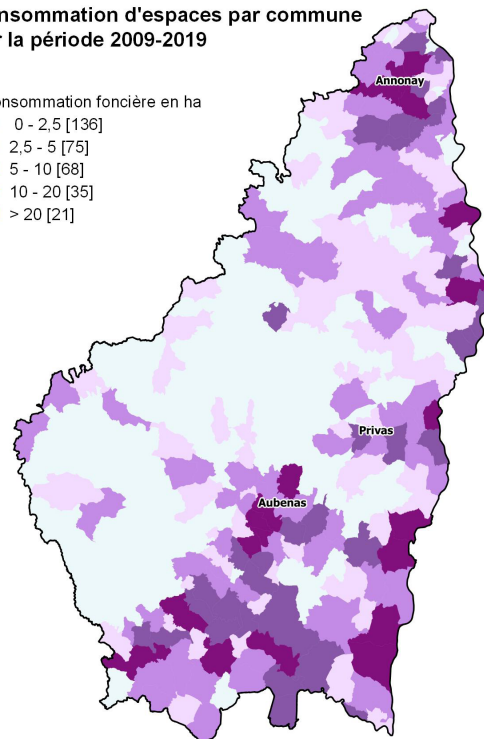 nsommation d'espaces par commune
r la période 2009-2019
onsommation foncière en ha
0 - 2,5 [136]
2,5 - 5 [75]
5 - 10 [68]
10 - 20 [35]
> 20 [21]
Annonay
Privas
Aubenas